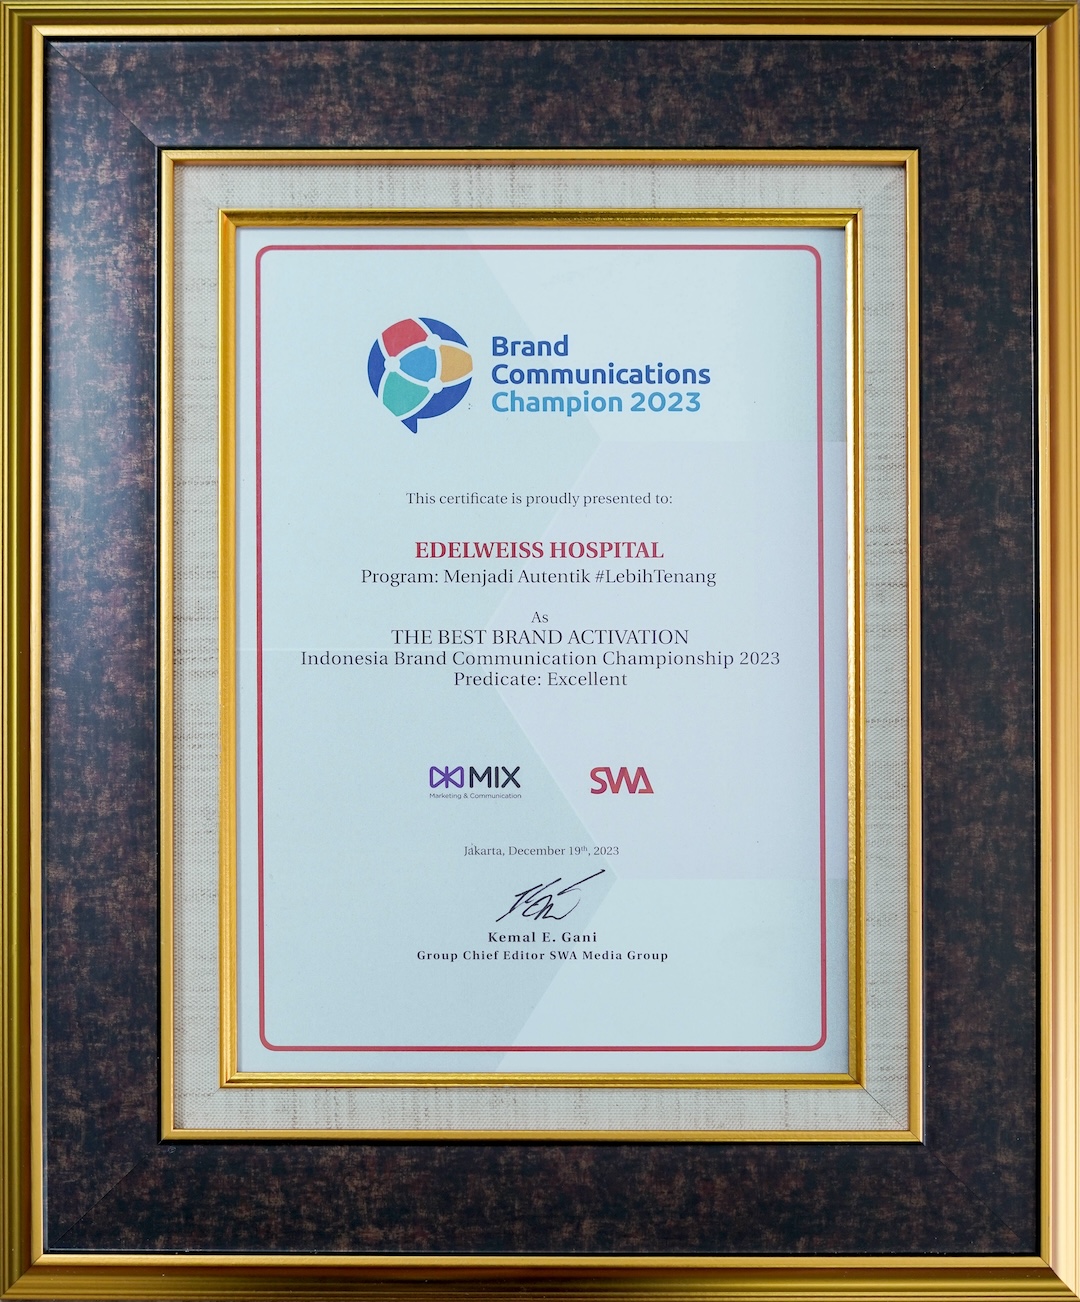 Brand
Communications
Champion 2023
This certificate is proudly presented to:
EDELWEISS HOSPITAL
Program: Menjadi Autentik #LebihTenang
As
THE BEST BRAND ACTIVATION
Indonesia Brand Communication Championship 2023
Predicate: Excellent
MIX
Marketing & Communication
SWA
Jakarta, December 19th, 2023
Kemal E. Gani
Group Chief Editor SWA Media Group